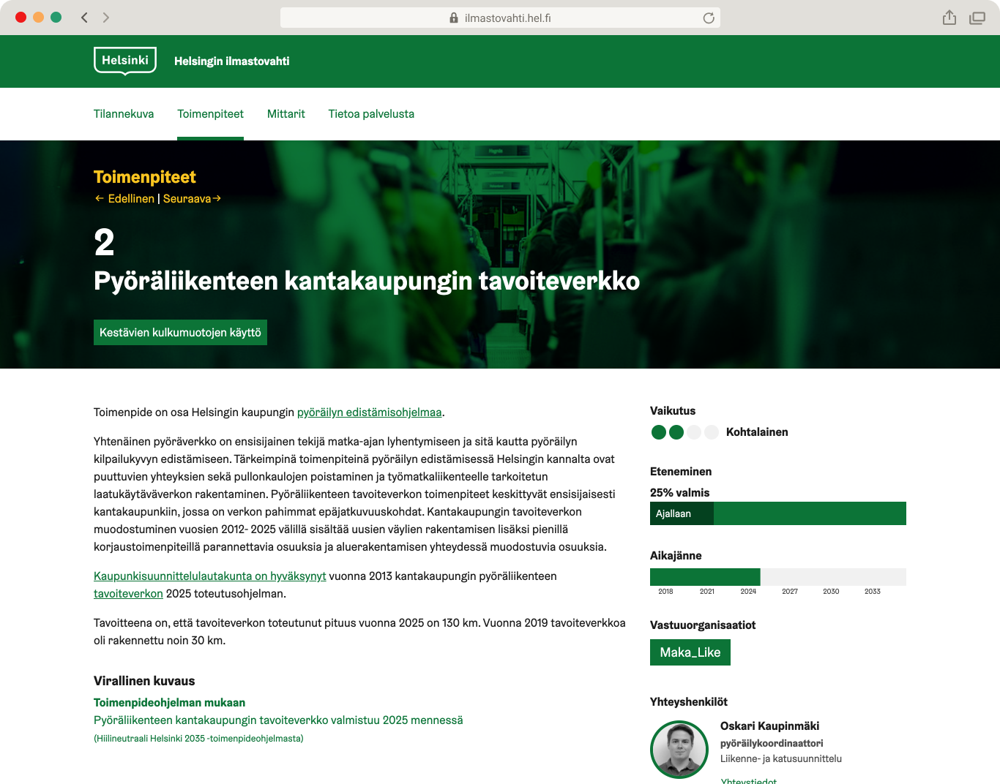 ilmastovahti.hel.fi
Helsinki
Helsingin ilmastovahti
Tilannekuva Toimenpiteet Mittarit Tietoa palvelusta
Toimenpiteet
← Edellinen | Seuraava→
2
Pyöräliikenteen kantakaupungin tavoiteverkko
Kestävien kulkumuotojen käyttö
Toimenpide on osa Helsingin kaupungin pyöräilyn edistämisohjelmaa.
Yhtenäinen pyöräverkko on ensisijainen tekijä matka-ajan lyhentymiseen ja sitä kautta pyöräilyn
kilpailukyvyn edistämiseen. Tärkeimpinä toimenpiteinä pyöräilyn edistämisessä Helsingin kannalta ovat
puuttuvien yhteyksien sekä pullonkaulojen poistaminen ja työmatkaliikenteelle tarkoitetun
laatukäytäväverkon rakentaminen. Pyöräliikenteen tavoiteverkon toimenpiteet keskittyvät ensisijaisesti
kantakaupunkiin, jossa on verkon pahimmat epäjatkuvuuskohdat. Kantakaupungin tavoiteverkon
muodostuminen vuosien 2012- 2025 välillä sisältää uusien väylien rakentamisen lisäksi pienillä
korjaustoimenpiteillä parannettavia osuuksia ja aluerakentamisen yhteydessä muodostuvia osuuksia.
Kaupunkisuunnittelulautakunta on hyväksynyt vuonna 2013 kantakaupungin pyöräliikenteen
tavoiteverkon 2025 toteutusohjelman.
Tavoitteena on, että tavoiteverkon toteutunut pituus vuonna 2025 on 130 km. Vuonna 2019 tavoiteverkkoa
oli rakennettu noin 30 km.
Virallinen kuvaus
Toimenpideohjelman mukaan
Pyöräliikenteen kantakaupungin tavoiteverkko valmistuu 2025 mennessä
(Hiilineutraali Helsinki 2035 -toimenpideohjelmasta)
Vaikutus
Kohtalainen
Eteneminen
25% valmis
Ajallaan
Aikajänne
2018 2021 2024 2027 2030 2033
Vastuuorganisaatiot
Maka_Like
Yhteyshenkilöt
Oskari Kaupinmäki
pyöräilykoordinaattori
Liikenne- ja katusuunnittelu
Yhteystiedot